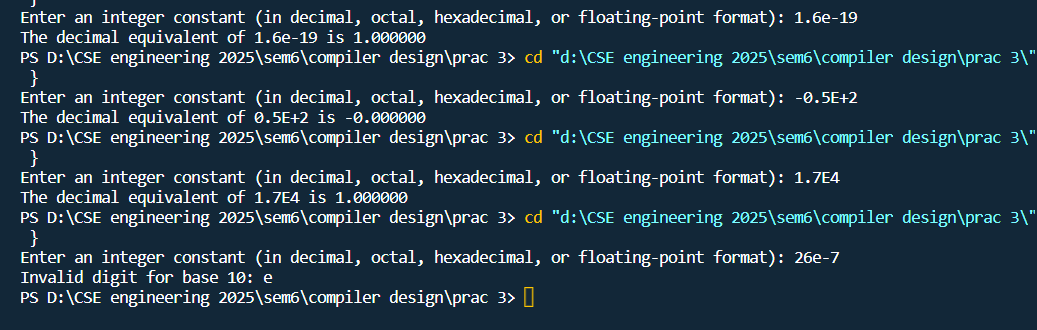 }
Enter an integer constant (in decimal, octal, hexadecimal, or floating-point format): 1.6e-19
The decimal equivalent of 1.6e-19 is 1.000000
PS D:\CSE engineering 2025\sem6\compiler design\prac 3> cd "d:\CSE engineering 2025\sem6\compiler design\prac 3\"
}
Enter an integer constant (in decimal, octal, hexadecimal, or floating-point format): -0.5E+2
The decimal equivalent of 0.5E+2 is -0.000000
PS D:\CSE engineering 2025\sem6\compiler design\prac 3> cd "d:\CSE engineering 2025\sem6\compiler design\prac 3\"
}
Enter an integer constant (in decimal, octal, hexadecimal, or floating-point format): 1.7E4
The decimal equivalent of 1.7E4 is 1.000000
PS D:\CSE engineering 2025\sem6\compiler design\prac 3> cd "d:\CSE engineering 2025\sem6\compiler design\prac 3\"
}
Enter an integer constant (in decimal, octal, hexadecimal, or floating-point format): 26e-7
Invalid digit for base 10: e
PS D:\CSE engineering 2025\sem6\compiler design\prac 3>